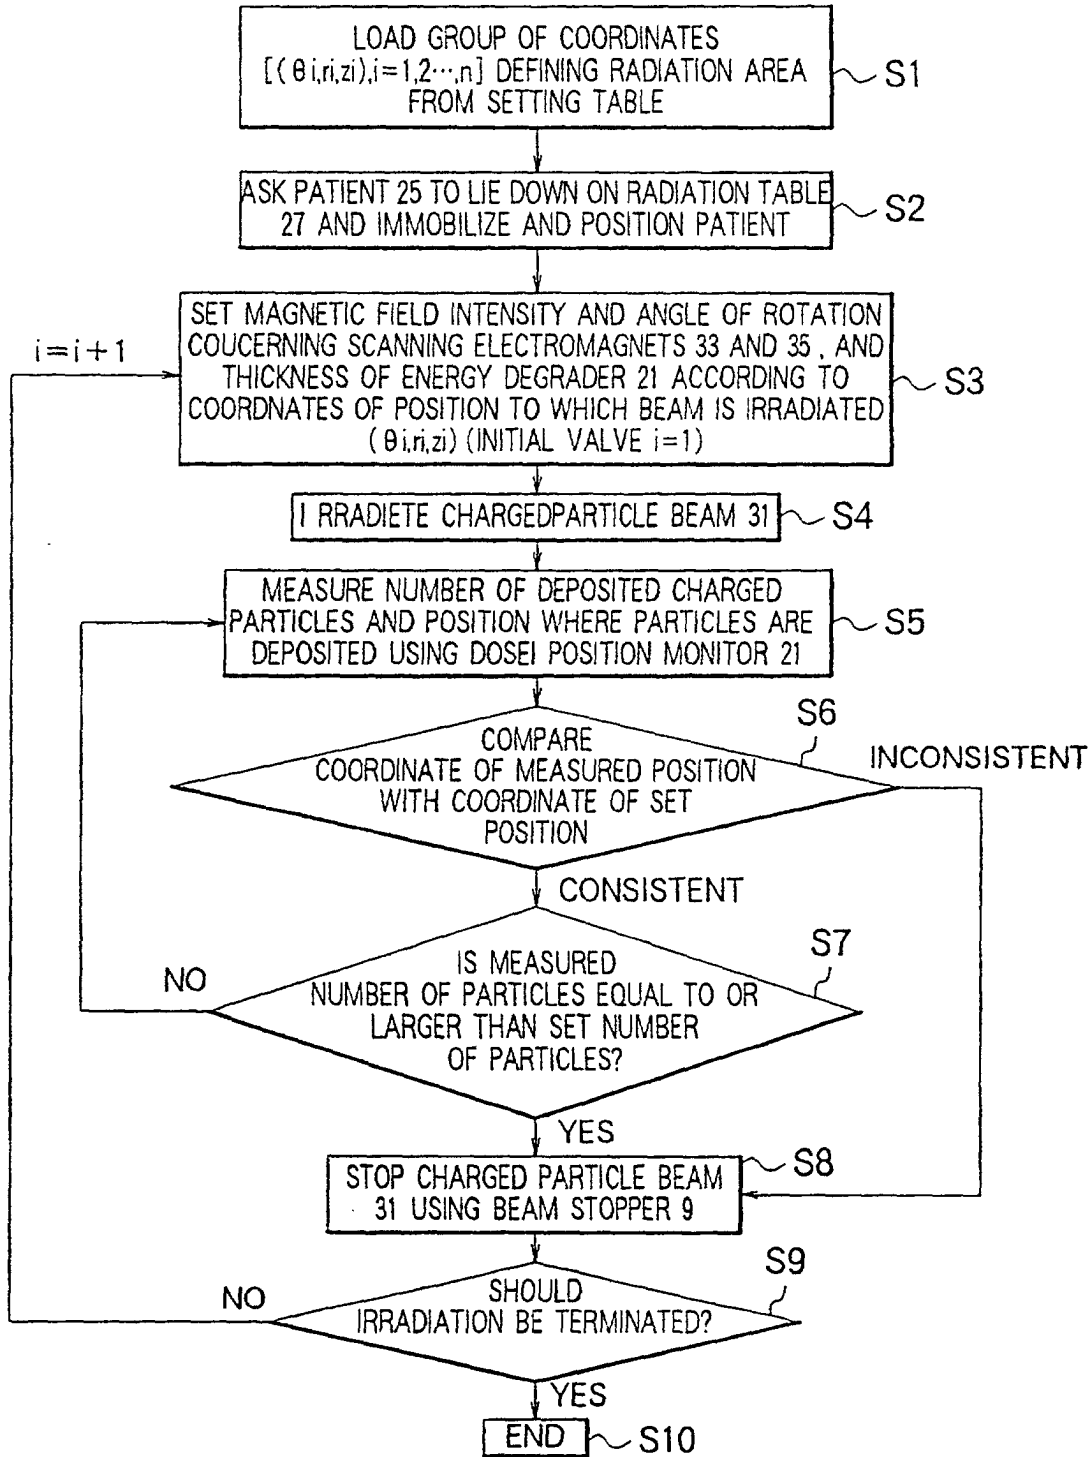 LOAD GROUP OF COORDINATES
[(θi,ri,zi),i=1,2···,n] DEFINING RADIATION AREA
FROM SETTING TABLE
S1
ASK PATIENT 25 TO LIE DOWN ON RADIATION TABLE
27 AND IMMOBILIZE AND POSITION PATIENT
S2
i=i+1
SET MAGNETIC FIELD INTENSITY AND ANGLE OF ROTATION
COUCERNING SCANNING ELECTROMAGNETS 33 AND 35, AND
THICKNESS OF ENERGY DEGRADER 21 ACCORDING TO
COORDNATES OF POSITION TO WHICH BEAM IS IRRADIATED
(θi,ri,zi) (INITIAL VALVE i=1)
S3
I RRADIETE CHARGEDPARTICLE BEAM 31
S4
MEASURE NUMBER OF DEPOSITED CHARGED
PARTICLES AND POSITION WHERE PARTICLES ARE
DEPOSITED USING DOSEI POSITION MONITOR 21
S5
S6
COMPARE
COORDINATE OF MEASURED POSITION
WITH COORDINATE OF SET
POSITION
INCONSISTENT
CONSISTENT
S7
IS MEASURED
NUMBER OF PARTICLES EQUAL TO OR
LARGER THAN SET NUMBER
OF PARTICLES?
NO
YES
STOP CHARGED PARTICLE BEAM
31 USING BEAM STOPPER 9
S8
S9
SHOULD
IRRADIATION BE TERMINATED?
NO
YES
END
S10